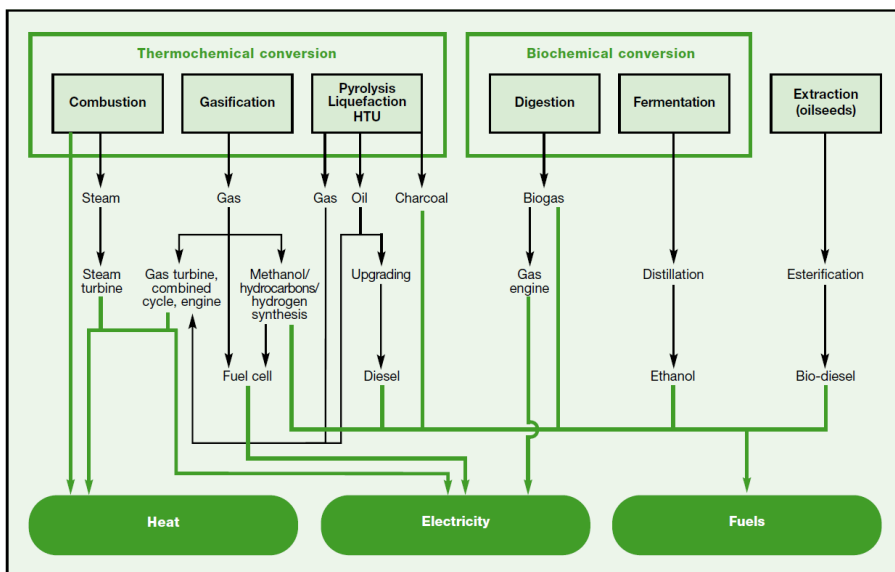 Thermochemical conversion
Biochemical conversion
Combustion
Gasification
Pyrolysis
Liquefaction
HTU
Digestion
Fermentation
Extraction
(oilseeds)
Steam
Gas
Gas
Oil
Charcoal
Biogas
Steam
turbine
Gas turbine,
combined
cycle, engine
Methanol/
hydrocarbons/
hydrogen
synthesis
Upgrading
Gas
engine
Distillation
Esterification
Fuel cell
Diesel
Ethanol
Bio-diesel
Heat
Electricity
Fuels